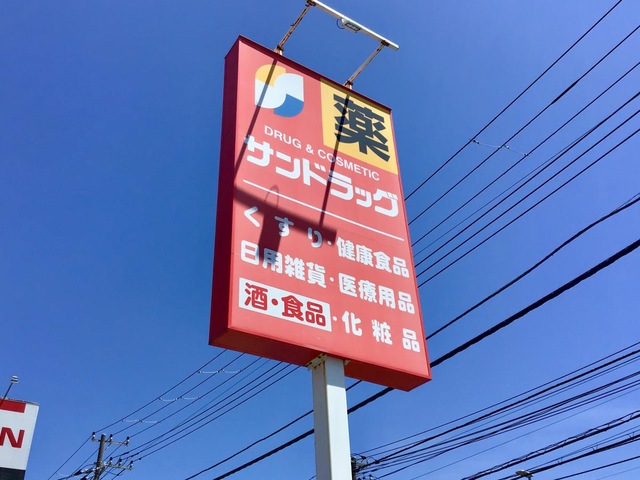 薬
DRUG & COSMETIC
サンドラッグ
くすり・健康食品
日用雑貨・医療用品
酒・食品・化粧品
N